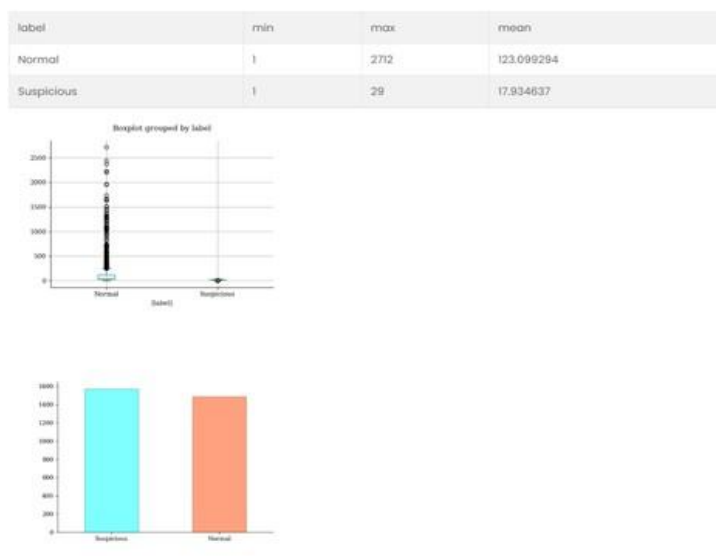 label min max mean
Normal 1 2712 123.099294
Suspicious 1 29 17.934637
Boxplot grouped by label
2500
2000
1500
1000
500
0
Normal Suspicious
[label]
1600
1400
1200
1000
800
600
400
200
0
Suspicious Normal